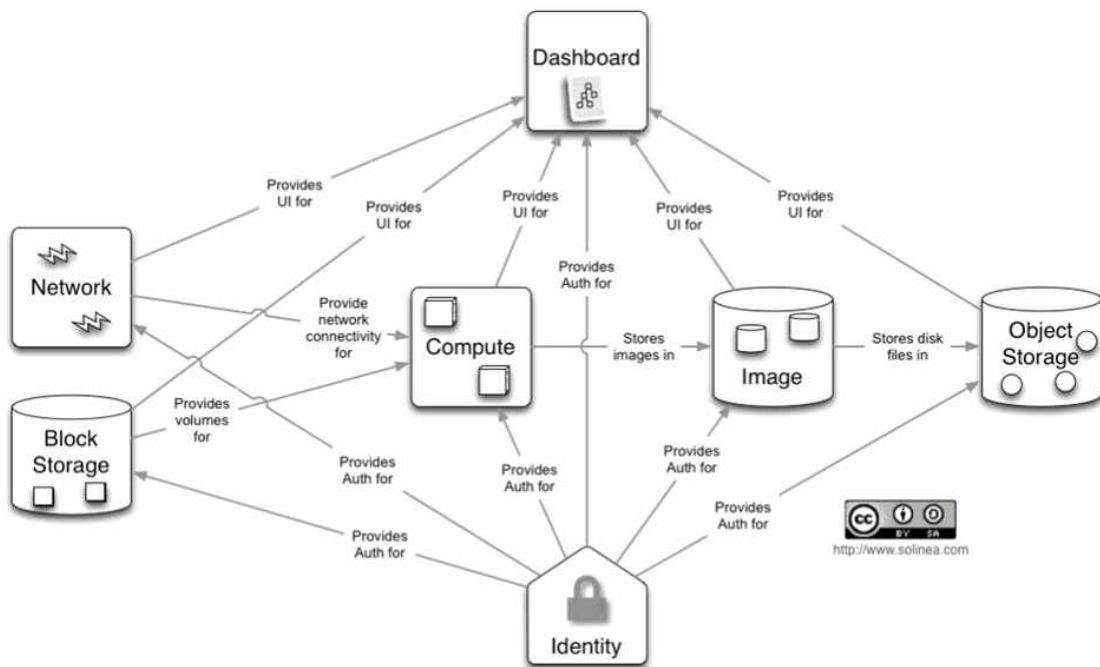 Dashboard
Provides
UI for
Provides
UI for
Provides
UI for
Provides
UI for
Provides
UI for
Network
Provides
Auth for
Provide
network
connectivity
for
Compute
Stores
images in
Image
Stores disk
files in
Object
Storage
Block
Storage
Provides
volumes
for
Provides
Auth for
Provides
Auth for
Provides
Auth for
Provides
Auth for
Provides
Auth for
cc
BY SA
http://www.solinea.com
Identity